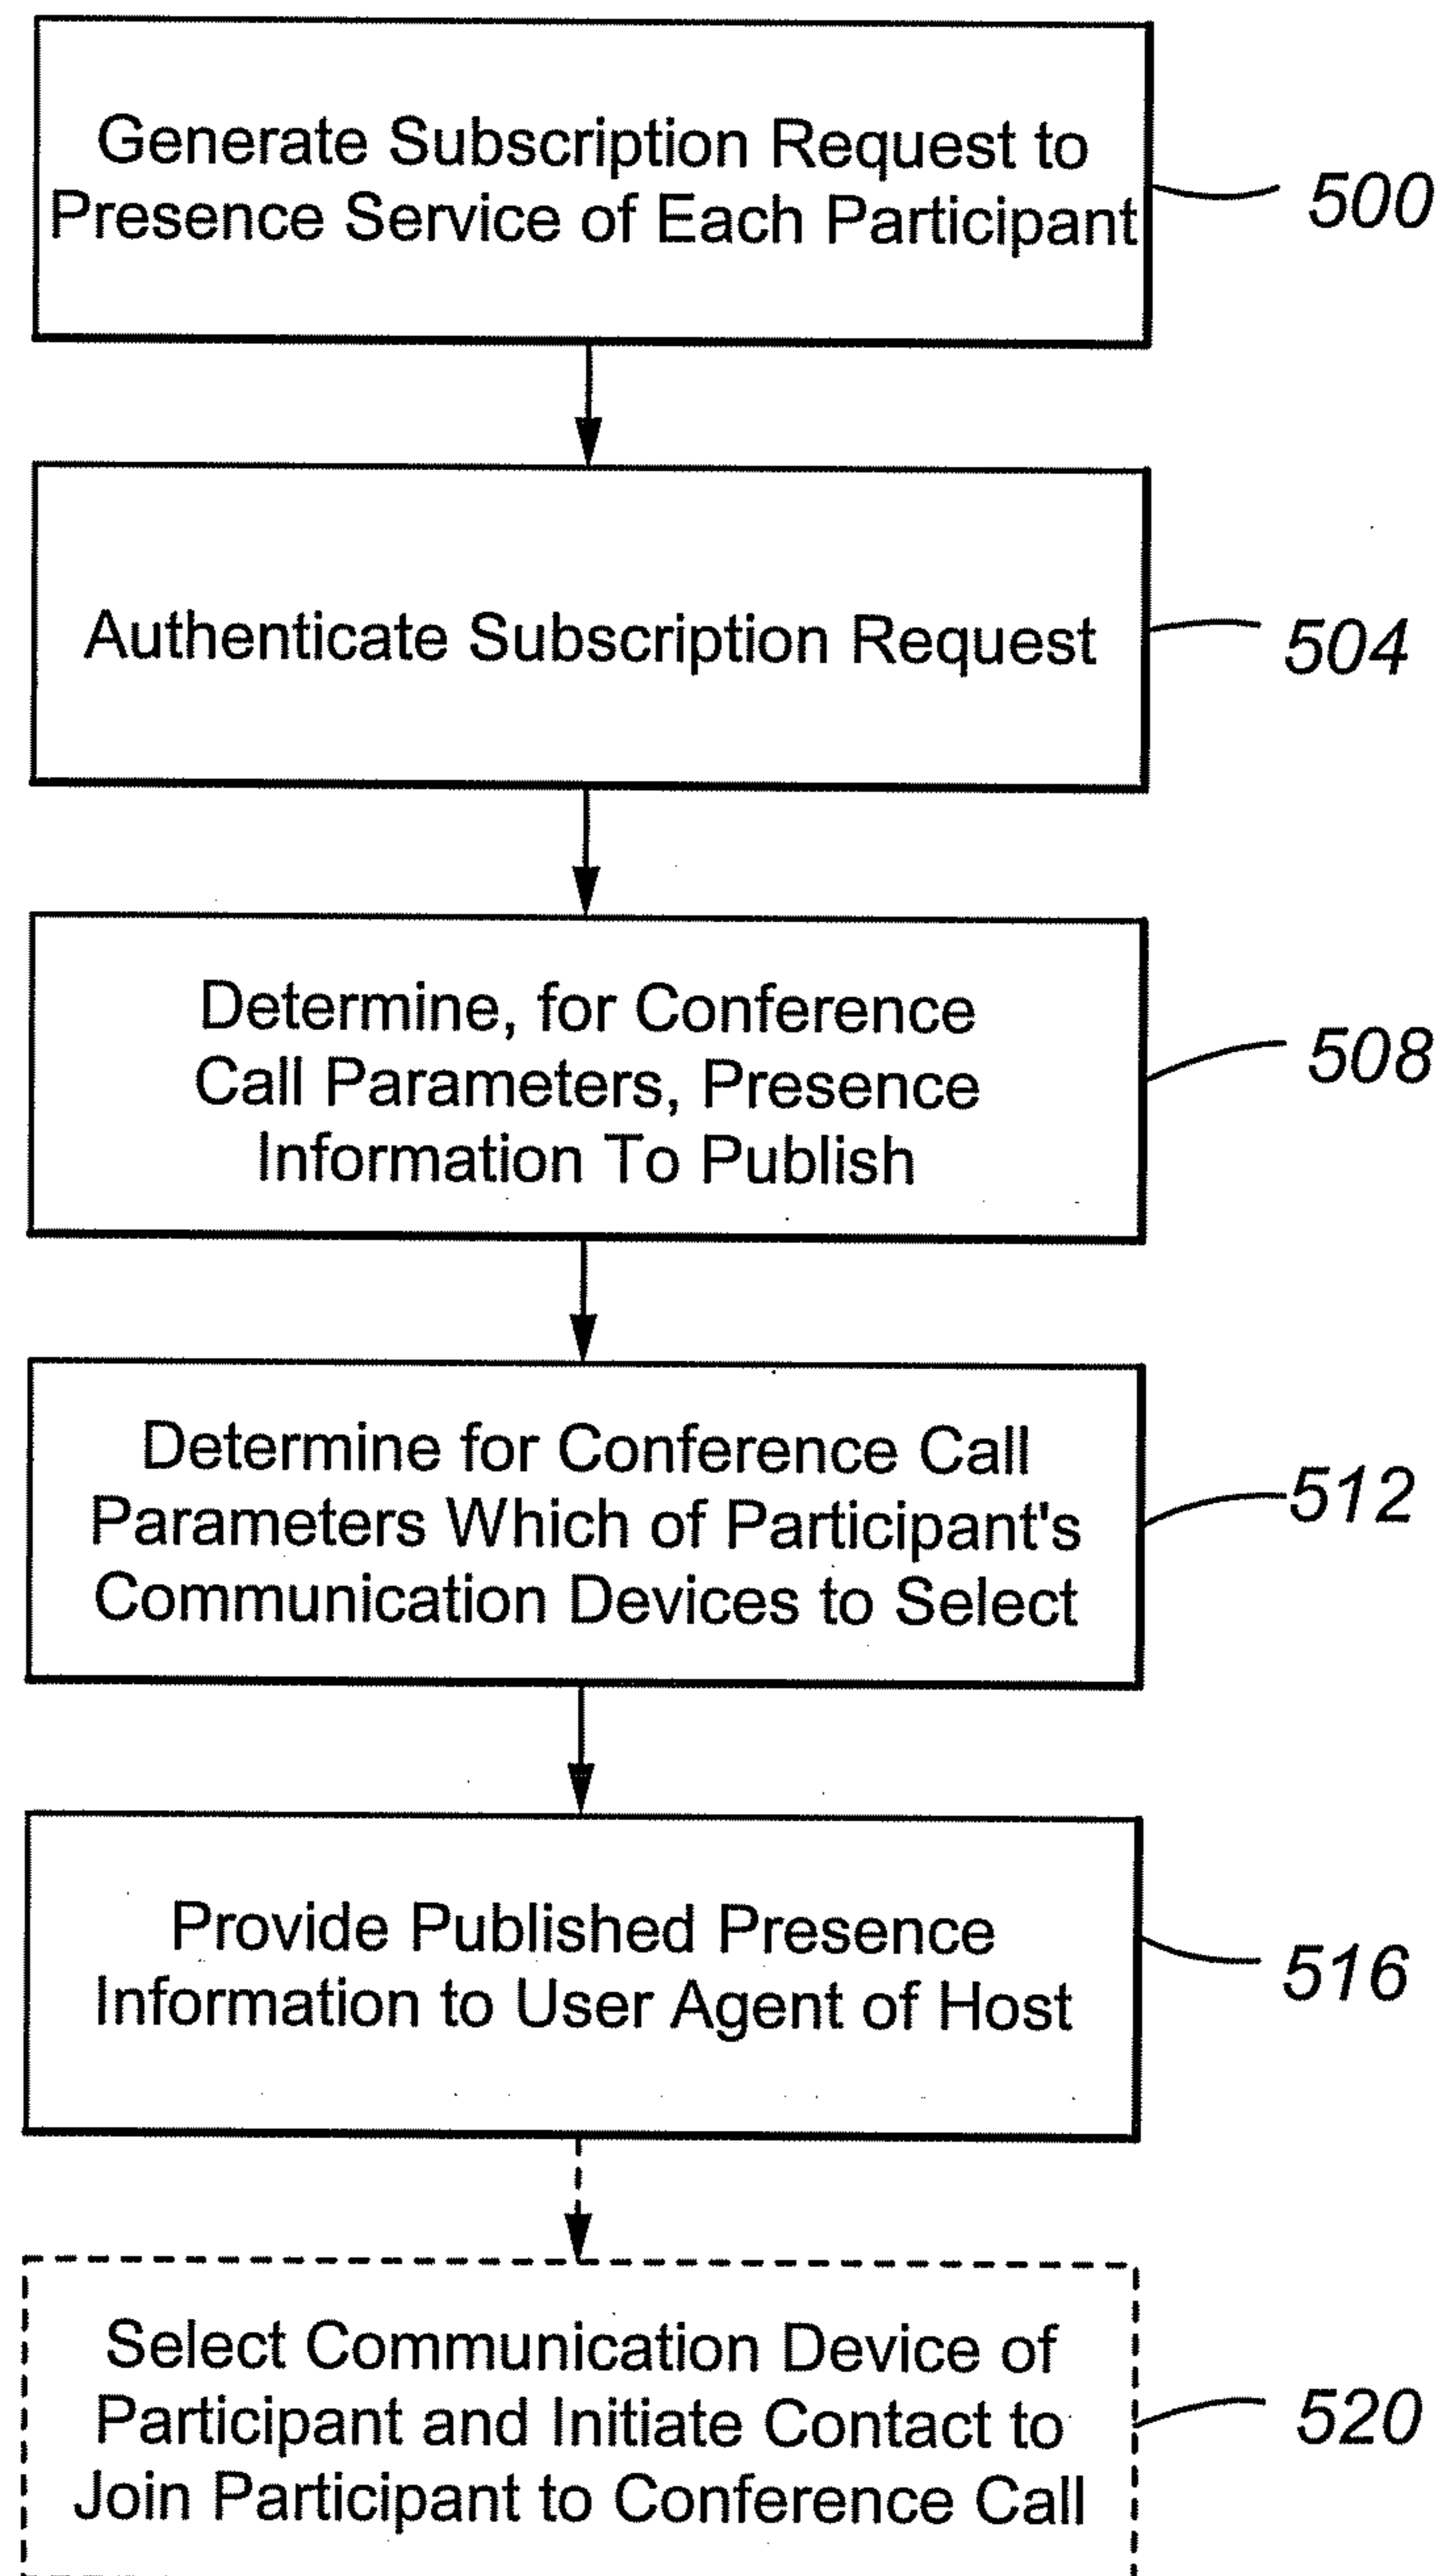 Generate Subscription Request to
Presence Service of Each Participant
500
Authenticate Subscription Request
504
Determine, for Conference
Call Parameters, Presence
Information To Publish
508
Determine for Conference Call
Parameters Which of Participant's
Communication Devices to Select
512
Provide Published Presence
Information to User Agent of Host
516
Select Communication Device of
Participant and Initiate Contact to
Join Participant to Conference Call
520